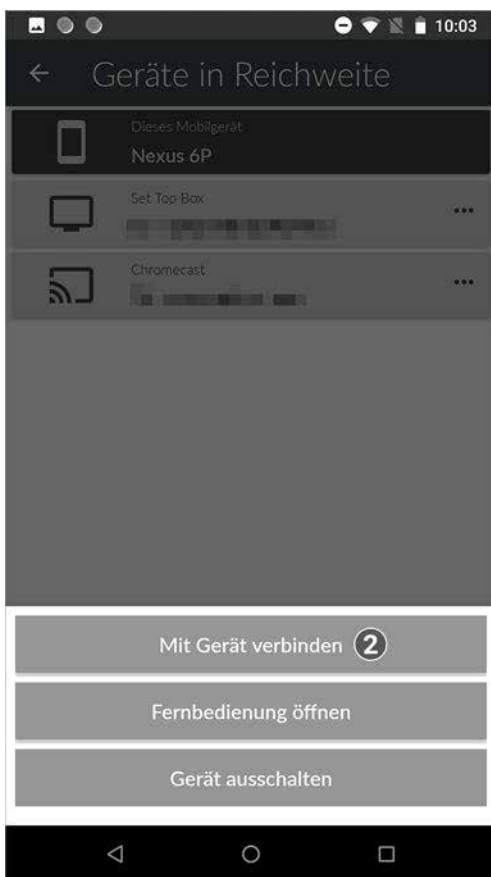 10:03
Geräte in Reichweite
Dieses Mobilgerät
Nexus 6P
Set Top Box
Chromecast
Mit Gerät verbinden 2
Fernbedienung öffnen
Gerät ausschalten